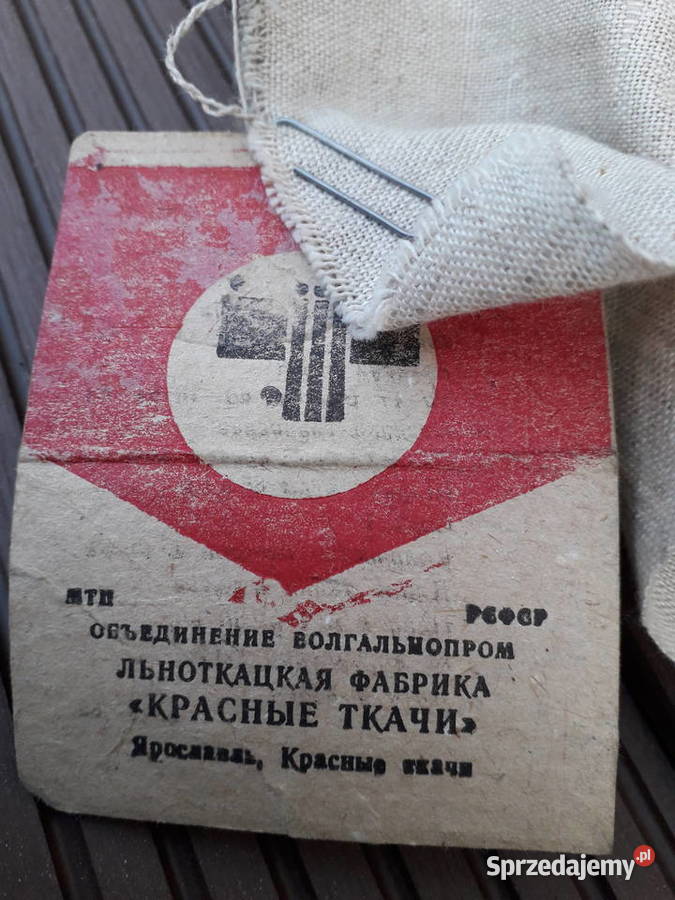 МТП РСФСР
ОБЪЕДИНЕНИЕ ВОЛГАЛЬНОПРОМ
ЛЬНОТКАЦКАЯ ФАБРИКА
«КРАСНЫЕ ТКАЧИ»
Ярославль, Красные ткачи
Sprzedajemy.pl